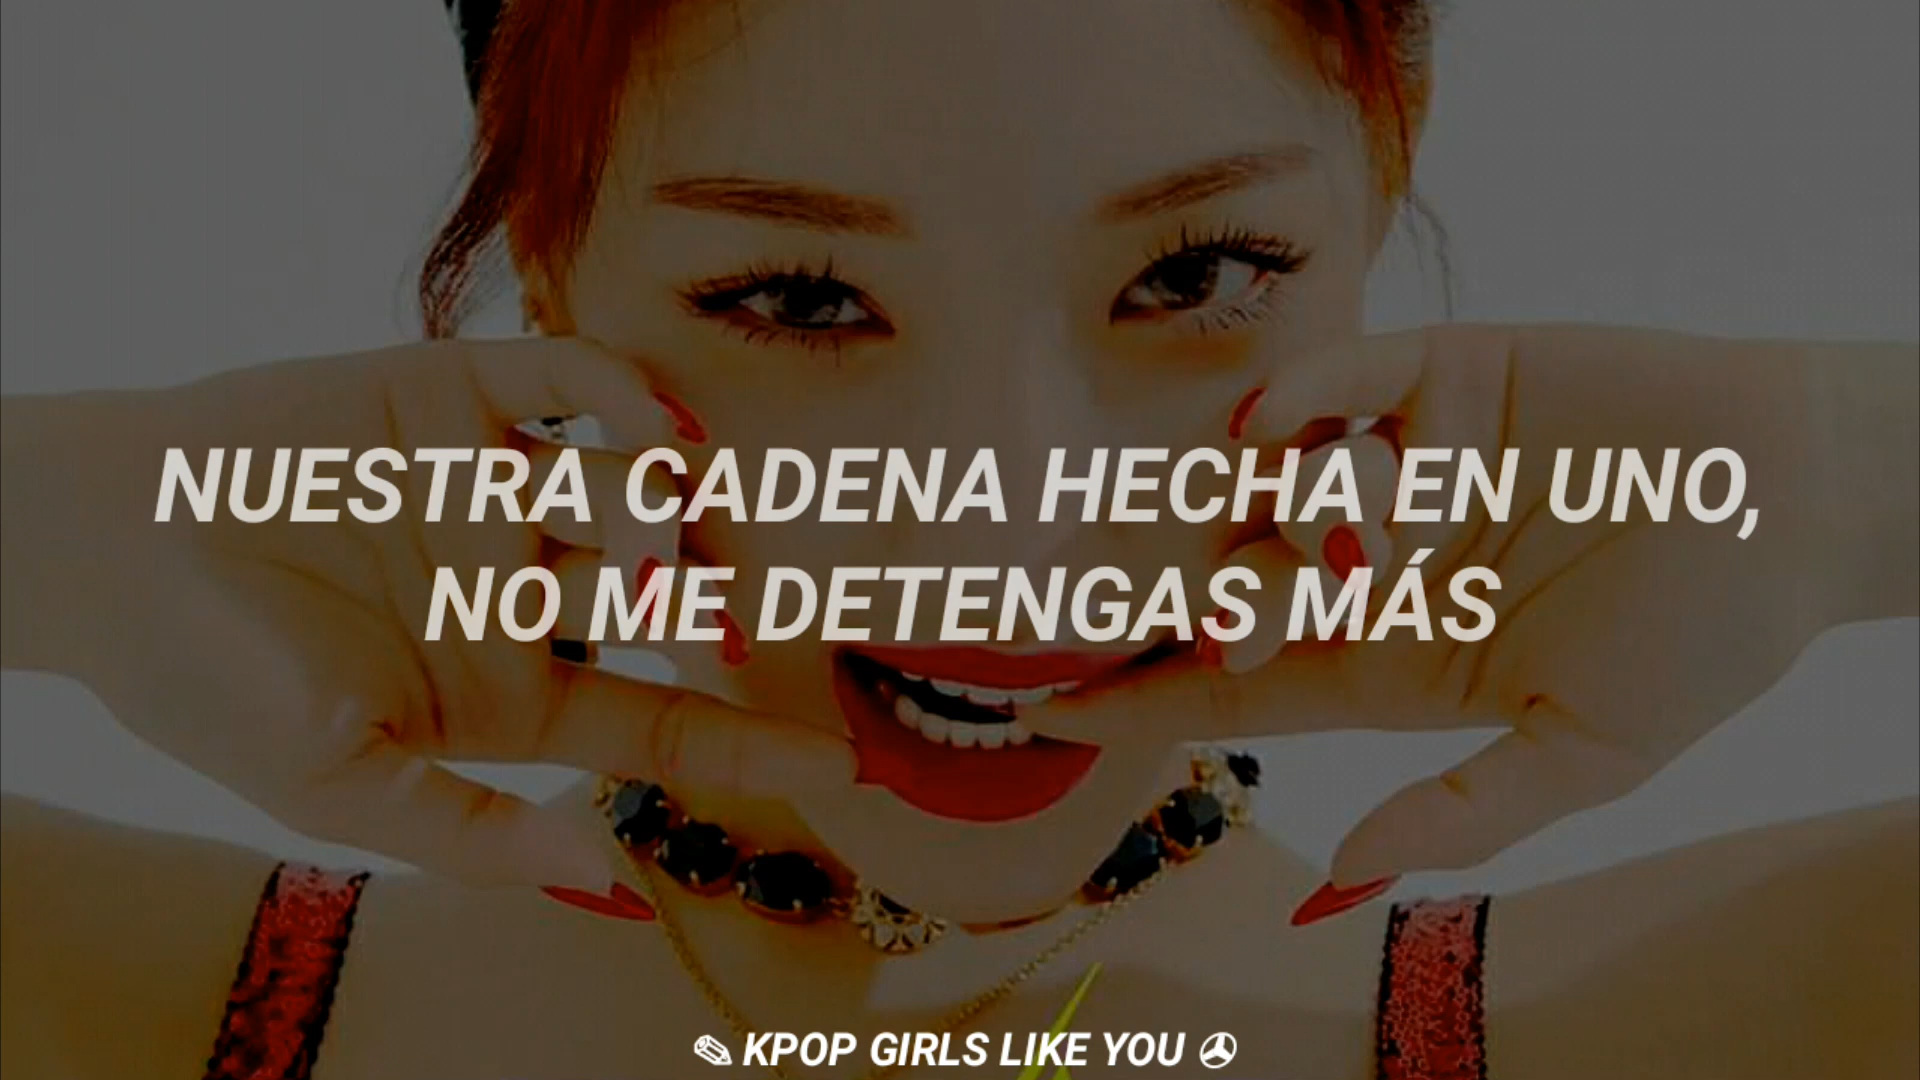 NUESTRA CADENA HECHA EN UNO,
NO ME DETENGAS MÁS
✎ KPOP GIRLS LIKE YOU